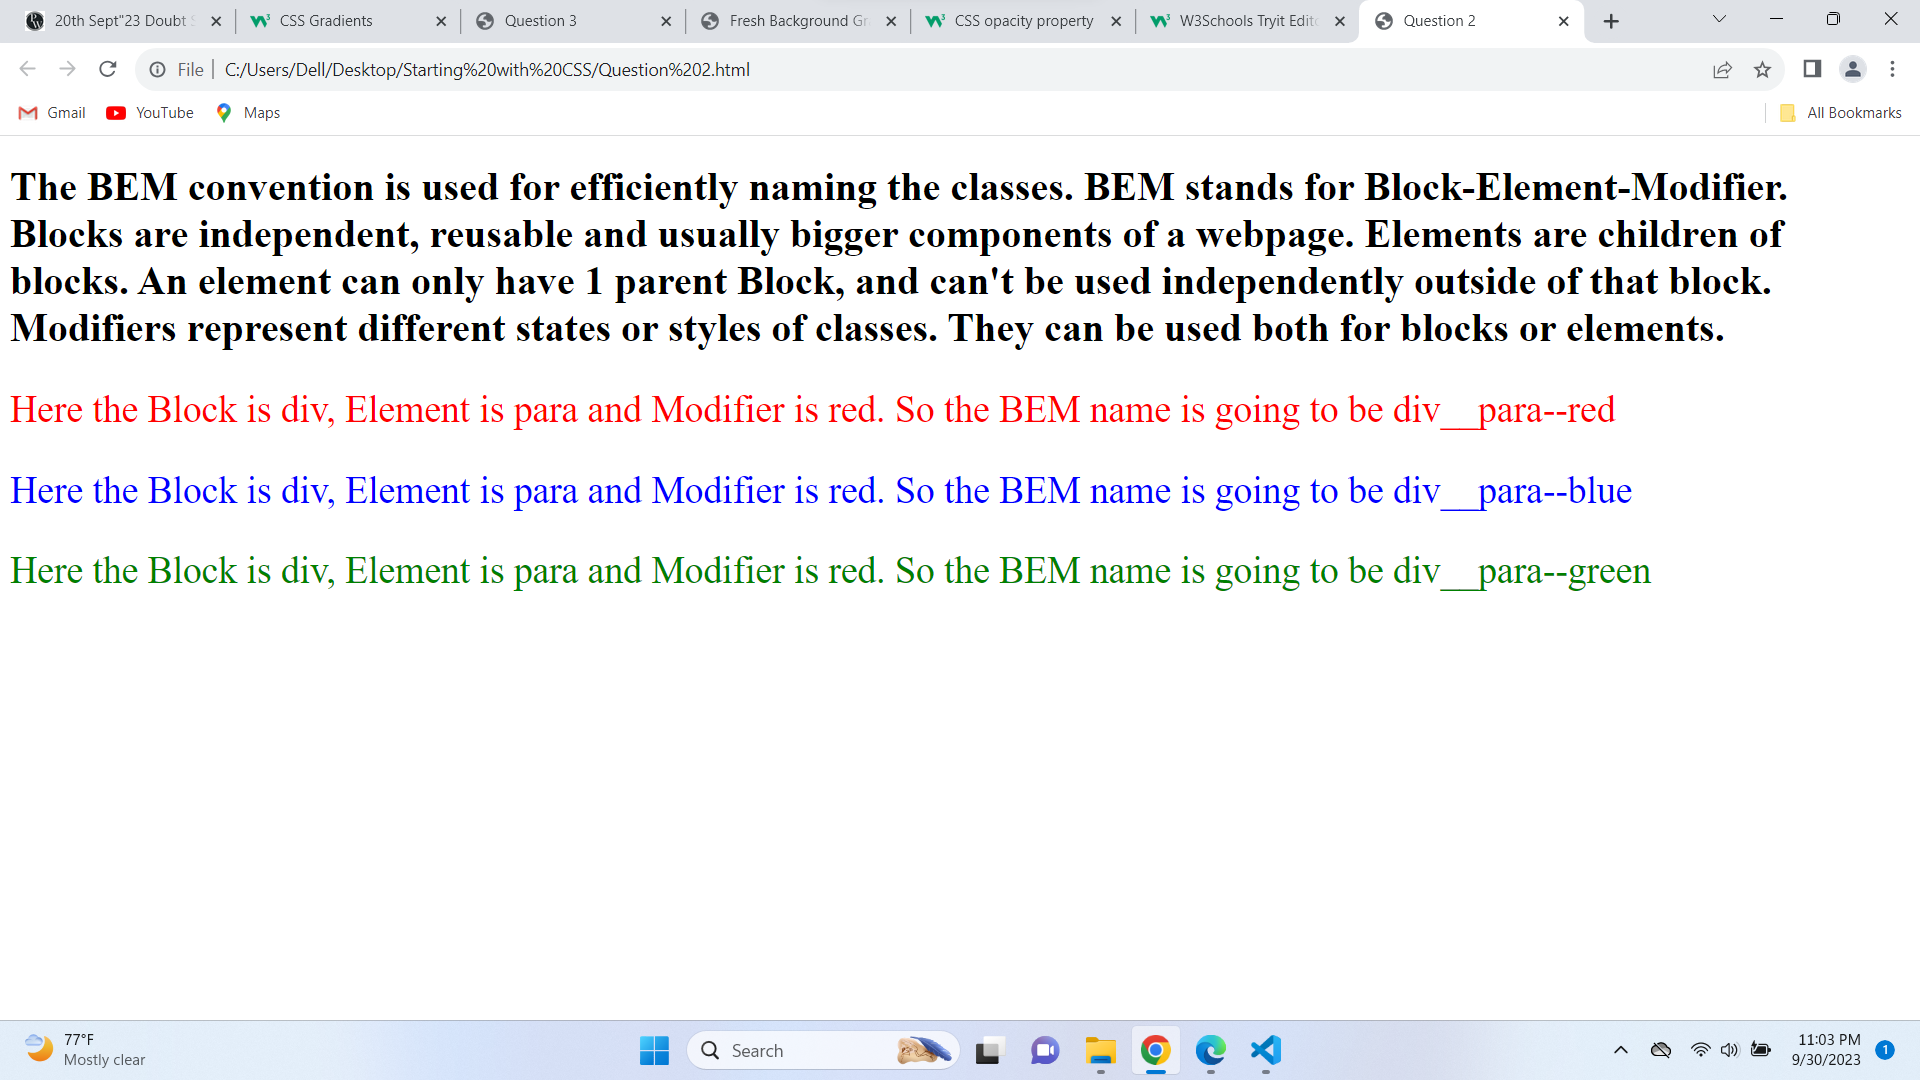 20th Sept"23 Doubt S
CSS Gradients
Question 3
Fresh Background Gr
CSS opacity property
W3Schools Tryit Edito
Question 2
File
C:/Users/Dell/Desktop/Starting%20with%20CSS/Question%202.html
Gmail
YouTube
Maps
All Bookmarks
The BEM convention is used for efficiently naming the classes. BEM stands for Block-Element-Modifier.
Blocks are independent, reusable and usually bigger components of a webpage. Elements are children of
blocks. An element can only have 1 parent Block, and can't be used independently outside of that block.
Modifiers represent different states or styles of classes. They can be used both for blocks or elements.
Here the Block is div, Element is para and Modifier is red. So the BEM name is going to be div__para--red
Here the Block is div, Element is para and Modifier is red. So the BEM name is going to be div__para--blue
Here the Block is div, Element is para and Modifier is red. So the BEM name is going to be div__para--green
77°F
Mostly clear
Search
11:03 PM
9/30/2023
1